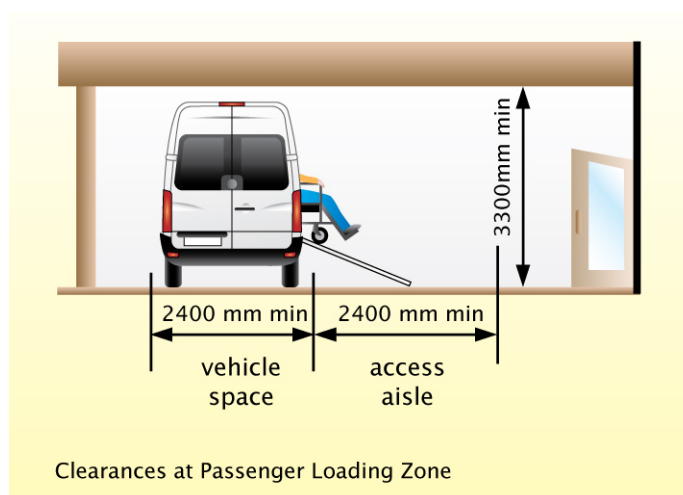 3300mm min
2400 mm min
2400 mm min
vehicle
space
access
aisle
Clearances at Passenger Loading Zone